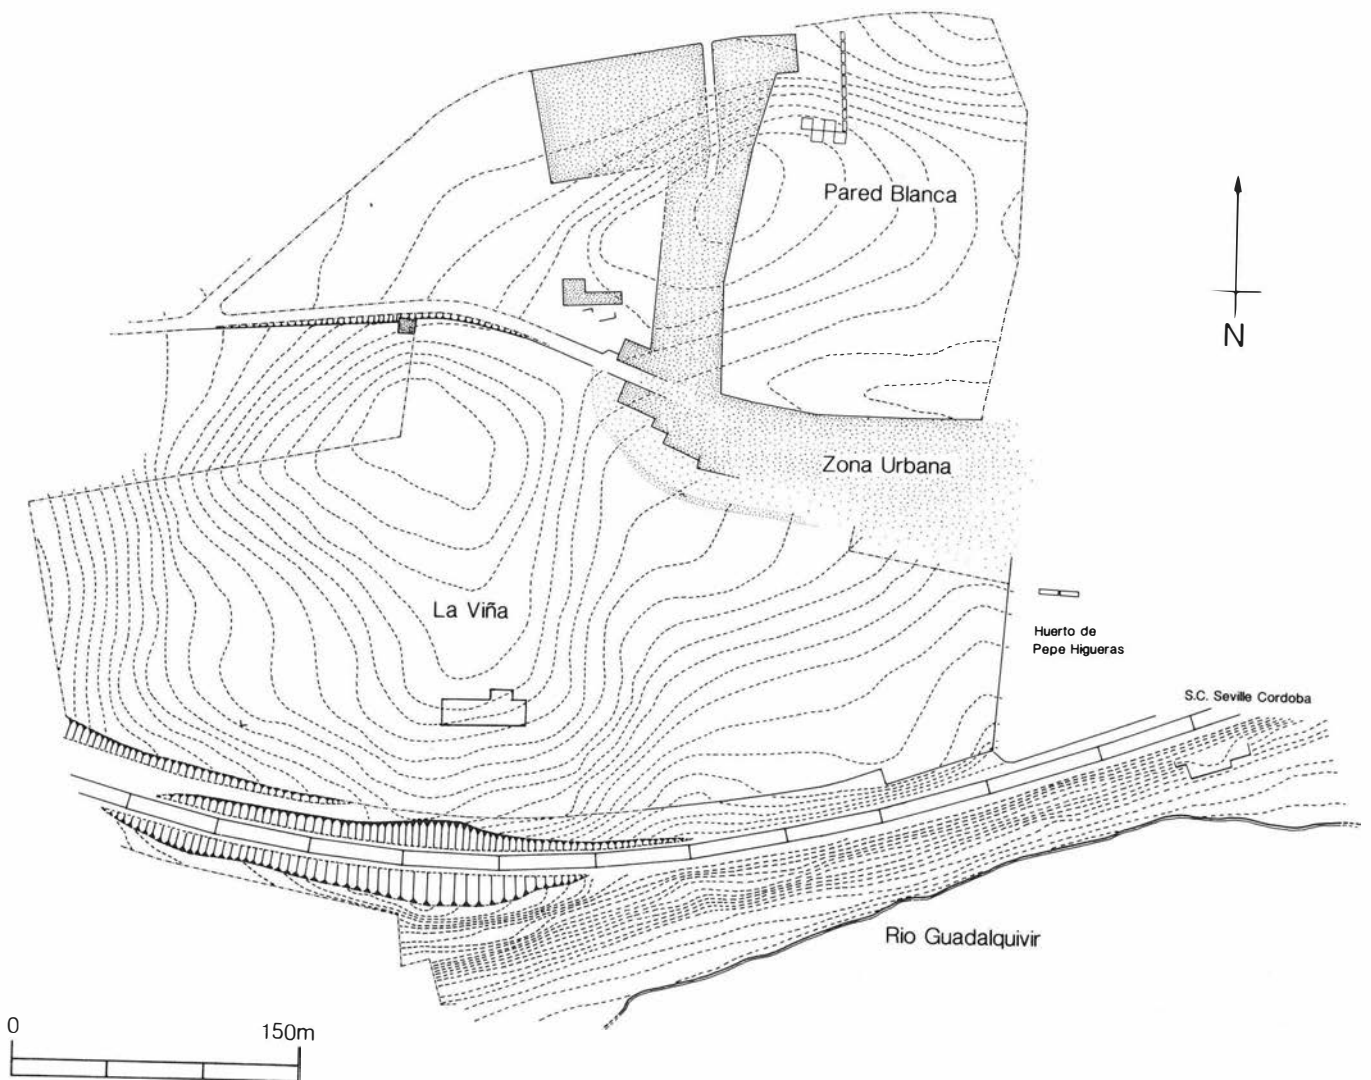 Pared Blanca
N
Zona Urbana
La Viña
Huerto de
Pepe Higueras
S.C. Seville Cordoba
Rio Guadalquivir
0 150m